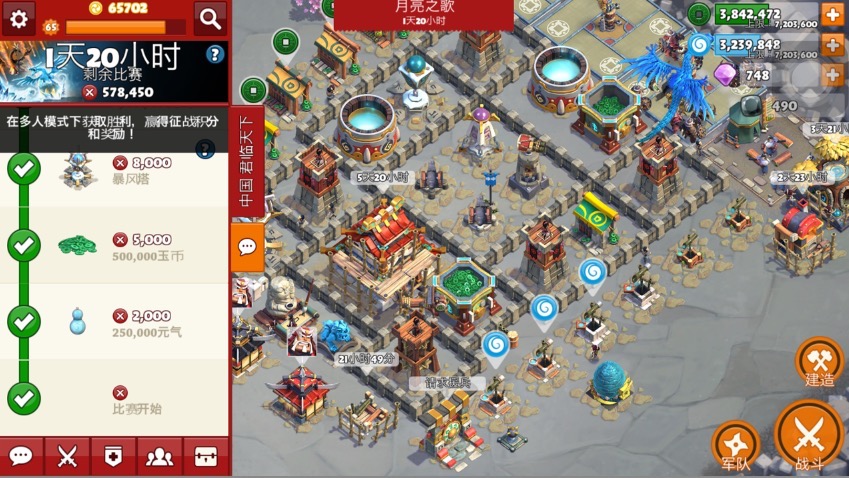 65702
65
1天20小时
剩余比赛
578,450
在多人模式下获取胜利，赢得征战积分
和奖励！
8,000
暴风塔
5,000
500,000玉币
2,000
250,000元气
比赛开始
中国 君临天下
月亮之歌
1天20小时
3,842,472
上限 7,203,600
3,239,848
上限 7,203,600
748
490
3天21小
5天20小时
2天23小时
21小时49分
请求援兵
建造
军队
战斗